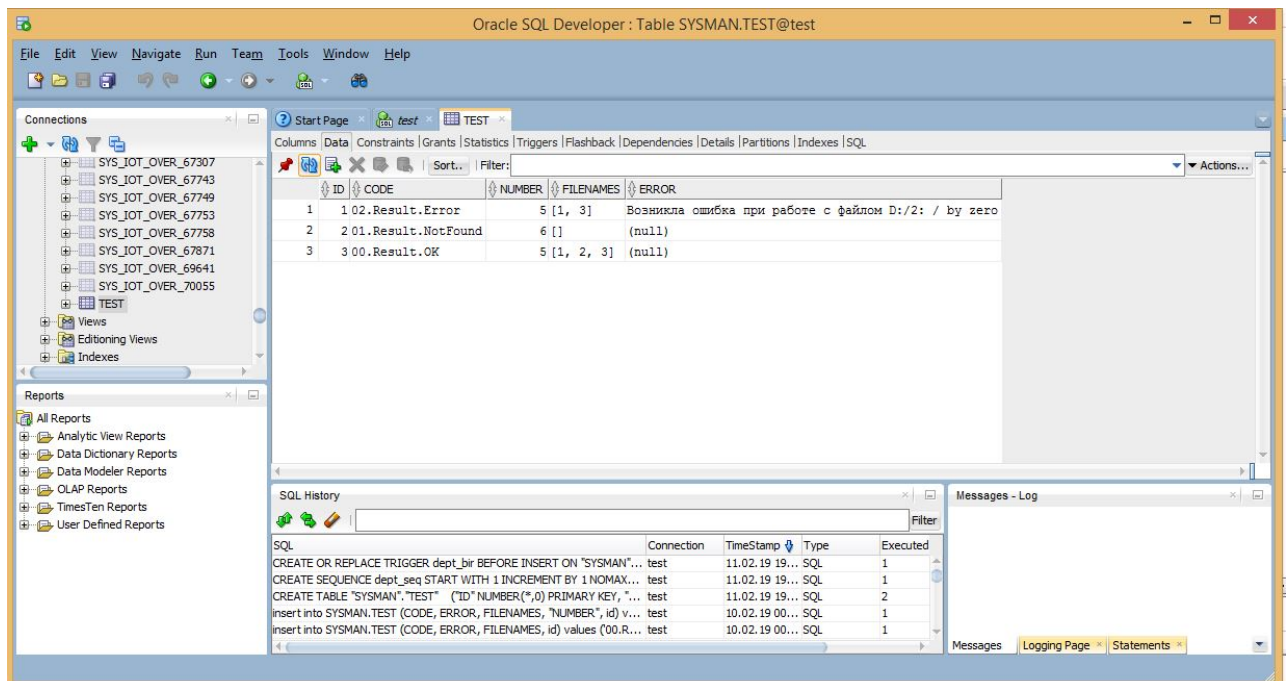 Oracle SQL Developer : Table SYSMAN.TEST@test
File Edit View Navigate Run Team Tools Window Help
Connections
SYS_IOT_OVER_67307
SYS_IOT_OVER_67743
SYS_IOT_OVER_67749
SYS_IOT_OVER_67753
SYS_IOT_OVER_67758
SYS_IOT_OVER_67871
SYS_IOT_OVER_69641
SYS_IOT_OVER_70055
TEST
Views
Editioning Views
Indexes
Reports
All Reports
Analytic View Reports
Data Dictionary Reports
Data Modeler Reports
OLAP Reports
TimesTen Reports
User Defined Reports
Start Page test TEST
Columns Data Constraints Grants Statistics Triggers Flashback Dependencies Details Partitions Indexes SQL
Sort.. Filter: Actions...
ID CODE NUMBER FILENAMES ERROR
1 1 02.Result.Error 5 [1, 3] Возникла ошибка при работе с файлом D:/2: / by zero
2 2 01.Result.NotFound 6 [] (null)
3 3 00.Result.OK 5 [1, 2, 3] (null)
SQL History
Filter
SQL Connection TimeStamp Type Executed
CREATE OR REPLACE TRIGGER dept_bir BEFORE INSERT ON "SYSMAN"... test 11.02.19 19... SQL 1
CREATE SEQUENCE dept_seq START WITH 1 INCREMENT BY 1 NOMAX... test 11.02.19 19... SQL 1
CREATE TABLE "SYSMAN"."TEST" ("ID" NUMBER(*,0) PRIMARY KEY, "... test 11.02.19 19... SQL 2
insert into SYSMAN.TEST (CODE, ERROR, FILENAMES, "NUMBER", id) v... test 10.02.19 00... SQL 1
insert into SYSMAN.TEST (CODE, ERROR, FILENAMES, id) values ('00.R... test 10.02.19 00... SQL 1
Messages - Log
Messages Logging Page Statements